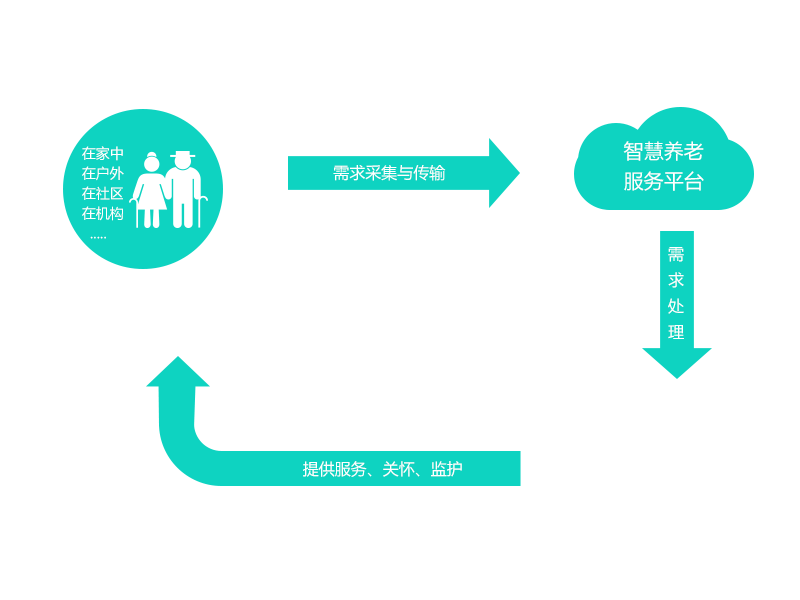 在家中
在户外
在社区
在机构
.....
需求采集与传输
智慧养老
服务平台
需
求
处
理
提供服务、关怀、监护